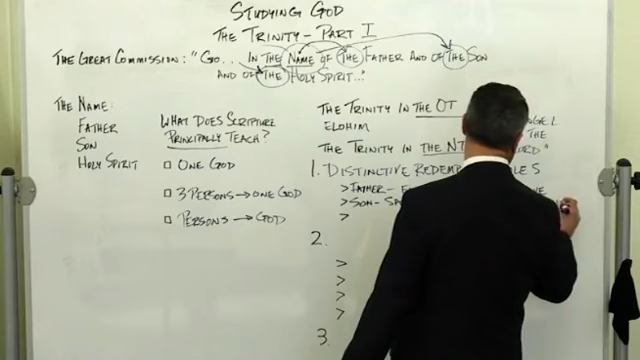 STUDYING GOD
THE TRINITY - PART I
THE GREAT COMMISSION: "GO... IN THE NAME OF THE FATHER AND OF THE SON
AND OF THE HOLY SPIRIT..."
THE NAME:
FATHER
SON
HOLY SPIRIT
WHAT DOES SCRIPTURE
PRINCIPALLY TEACH?
□ ONE GOD
□ 3 PERSONS → ONE GOD
□ PERSONS → GOD
THE TRINITY IN THE OT
ELOHIM
THE
THE TRINITY IN THE NT
1. DISTINCTIVE
> FATHER-
> SON-
>
2.
>
>
>
>
3.